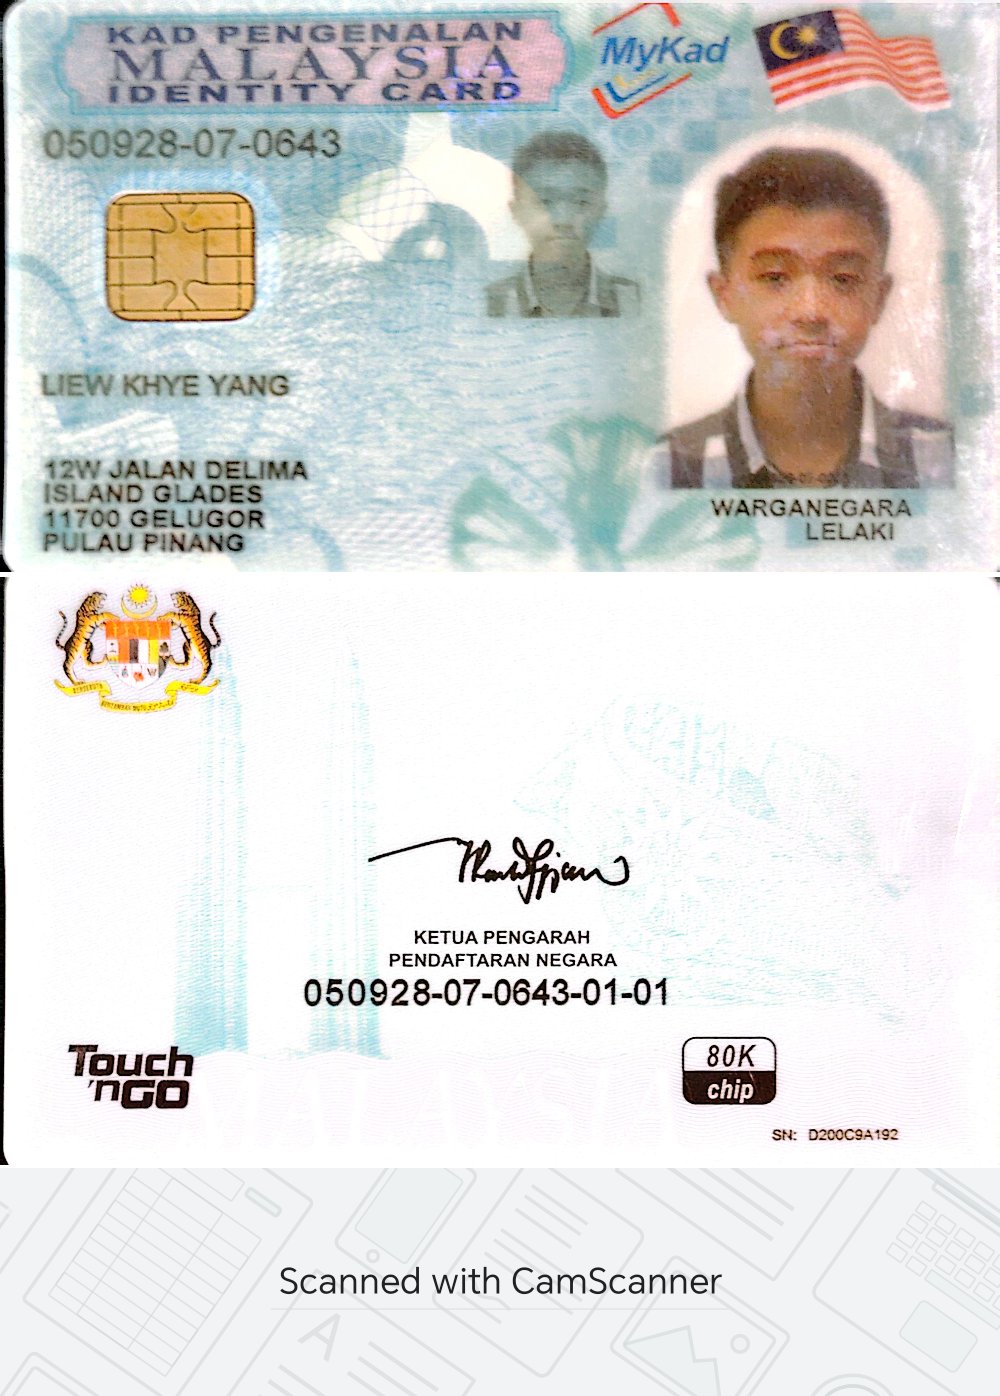 KAD PENGENALAN
MALAYSIA
IDENTITY CARD
MyKad
050928-07-0643
LIEW KHYE YANG
12W JALAN DELIMA
ISLAND GLADES
11700 GELUGOR
PULAU PINANG
WARGANEGARA
LELAKI
KETUA PENGARAH
PENDAFTARAN NEGARA
050928-07-0643-01-01
Touch
'nGO
80K
chip
SN: D200C9A192
MALAYSIA
Scanned with CamScanner